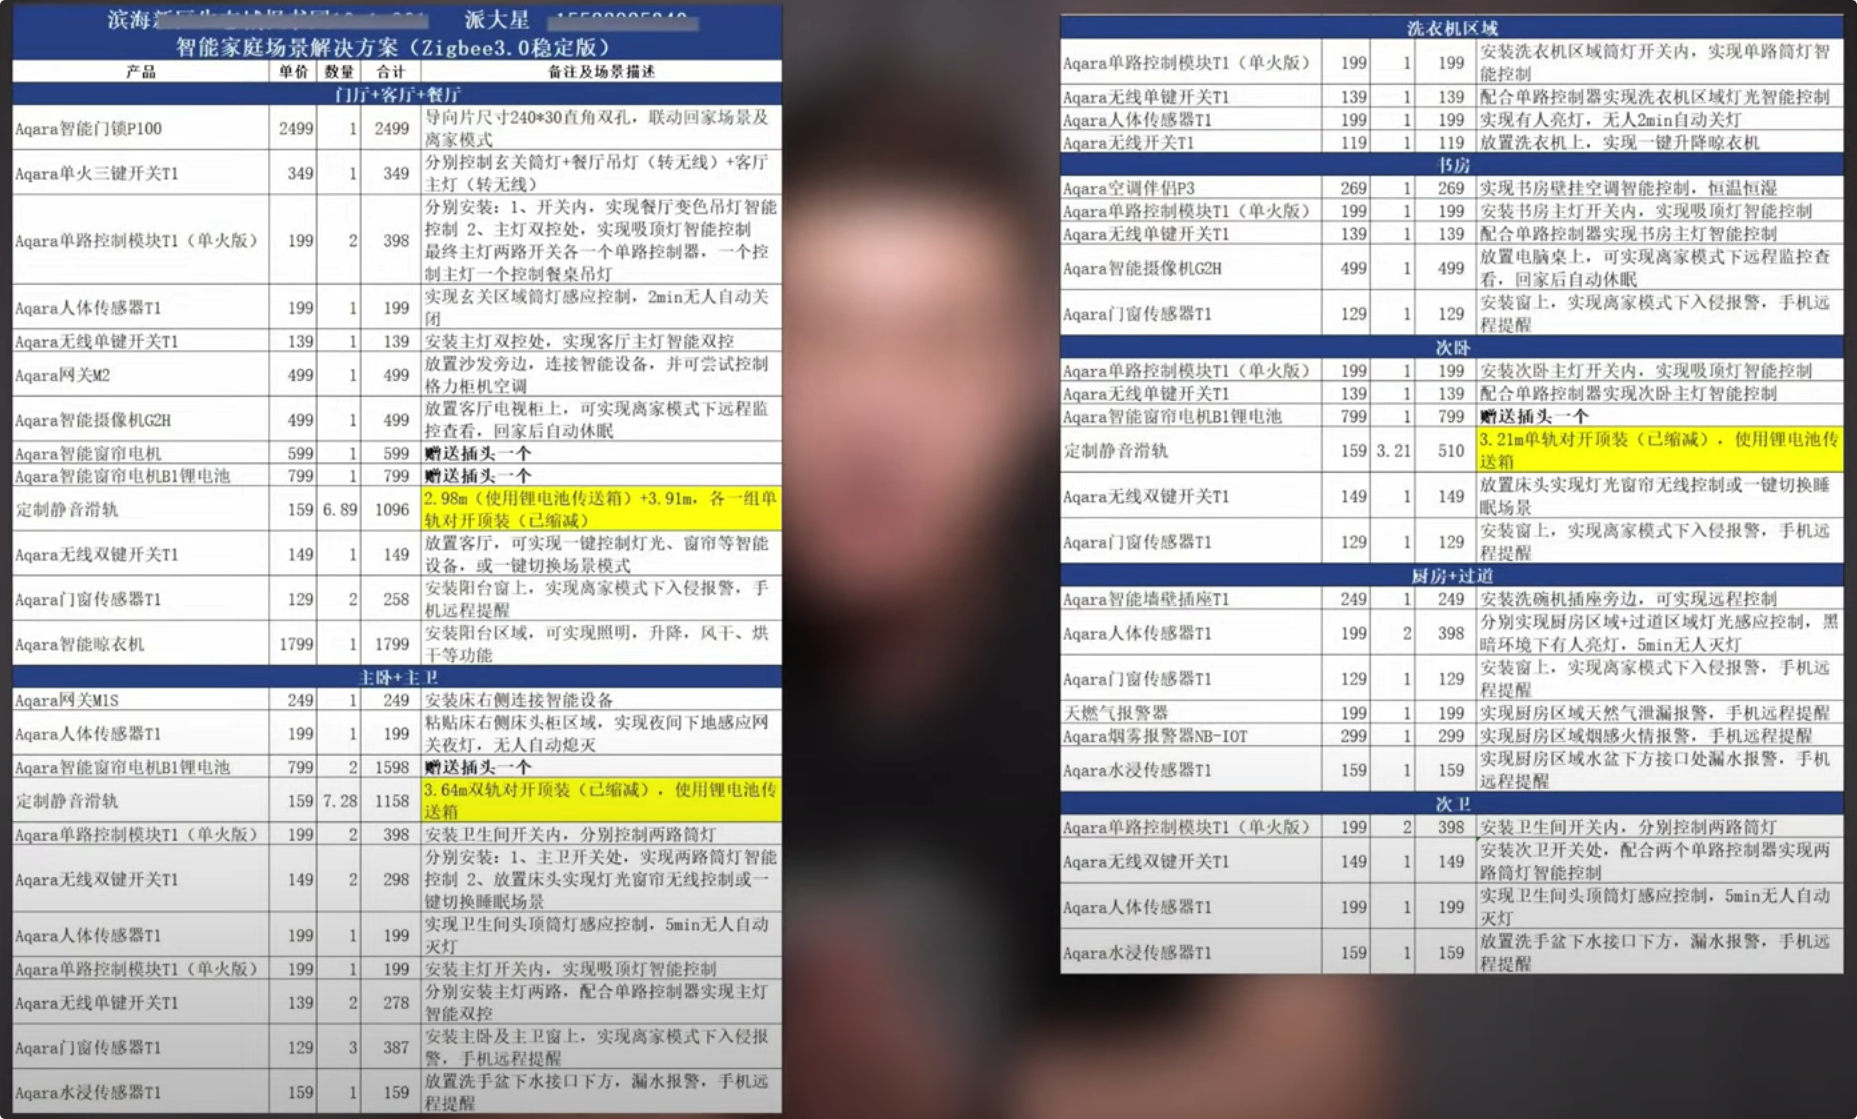 派大星
智能家庭场景解决方案（Zigbee3.0稳定版）
产品 单价 数量 合计 备注及场景描述
门厅+客厅+餐厅
Aqara智能门锁P100 2499 1 2499 导向片尺寸240*30直角双孔，联动回家场景及
离家模式
Aqara单火三键开关T1 349 1 349 分别控制玄关筒灯+餐厅吊灯（转无线）+客厅
主灯（转无线）
Aqara单路控制模块T1（单火版） 199 2 398 分别安装：1、开关内，实现餐厅变色吊灯智能
控制 2、主灯双控处，实现吸顶灯智能控制
最终主灯两路开关各一个单路控制器，一个控
制主灯一个控制餐桌吊灯
Aqara人体传感器T1 199 1 199 实现玄关区域筒灯感应控制，2min无人自动关
闭
Aqara无线单键开关T1 139 1 139 安装主灯双控处，实现客厅主灯智能双控
Aqara网关M2 499 1 499 放置沙发旁边，连接智能设备，并可尝试控制
格力柜机空调
Aqara智能摄像机G2H 499 1 499 放置客厅电视柜上，可实现离家模式下远程监
控查看，回家后自动休眠
Aqara智能窗帘电机 599 1 599 赠送插头一个
Aqara智能窗帘电机B1锂电池 799 1 799 赠送插头一个
定制静音滑轨 159 6.89 1096 2.98m（使用锂电池传送箱）+3.91m，各一组单
轨对开顶装（已缩减）
Aqara无线双键开关T1 149 1 149 放置客厅，可实现一键控制灯光、窗帘等智能
设备，或一键切换场景模式
Aqara门窗传感器T1 129 2 258 安装阳台窗上，实现离家模式下入侵报警，手
机远程提醒
Aqara智能晾衣机 1799 1 1799 安装阳台区域，可实现照明，升降，风干、烘
干等功能
主卧+主卫
Aqara网关M1S 249 1 249 安装床右侧连接智能设备
Aqara人体传感器T1 199 1 199 粘贴床右侧床头柜区域，实现夜间下地感应网
关夜灯，无人自动熄灭
Aqara智能窗帘电机B1锂电池 799 2 1598 赠送插头一个
定制静音滑轨 159 7.28 1158 3.64m双轨对开顶装（已缩减），使用锂电池传
送箱
Aqara单路控制模块T1（单火版） 199 2 398 安装卫生间开关内，分别控制两路筒灯
Aqara无线双键开关T1 149 2 298 分别安装：1、主卫开关处，实现两路筒灯智能
控制 2、放置床头实现灯光窗帘无线控制或一
键切换睡眠场景
Aqara人体传感器T1 199 1 199 实现卫生间头顶筒灯感应控制，5min无人自动
灭灯
Aqara单路控制模块T1（单火版） 199 1 199 安装主灯开关内，实现吸顶灯智能控制
Aqara无线单键开关T1 139 2 278 分别安装主灯两路，配合单路控制器实现主灯
智能双控
Aqara门窗传感器T1 129 3 387 安装主卧及主卫窗上，实现离家模式下入侵报
警，手机远程提醒
Aqara水浸传感器T1 159 1 159 放置洗手盆下水接口下方，漏水报警，手机远
程提醒
洗衣机区域
Aqara单路控制模块T1（单火版） 199 1 199 安装洗衣机区域筒灯开关内，实现单路筒灯智
能控制
Aqara无线单键开关T1 139 1 139 配合单路控制器实现洗衣机区域灯光智能控制
Aqara人体传感器T1 199 1 199 实现有人亮灯，无人2min自动关灯
Aqara无线开关T1 119 1 119 放置洗衣机上，实现一键升降晾衣机
书房
Aqara空调伴侣P3 269 1 269 实现书房壁挂空调智能控制，恒温恒湿
Aqara单路控制模块T1（单火版） 199 1 199 安装书房主灯开关内，实现吸顶灯智能控制
Aqara无线单键开关T1 139 1 139 配合单路控制器实现书房主灯智能控制
Aqara智能摄像机G2H 499 1 499 放置电脑桌上，可实现离家模式下远程监控查
看，回家后自动休眠
Aqara门窗传感器T1 129 1 129 安装窗上，实现离家模式下入侵报警，手机远
程提醒
次卧
Aqara单路控制模块T1（单火版） 199 1 199 安装次卧主灯开关内，实现吸顶灯智能控制
Aqara无线单键开关T1 139 1 139 配合单路控制器实现次卧主灯智能控制
Aqara智能窗帘电机B1锂电池 799 1 799 赠送插头一个
定制静音滑轨 159 3.21 510 3.21m单轨对开顶装（已缩减），使用锂电池传
送箱
Aqara无线双键开关T1 149 1 149 放置床头实现灯光窗帘无线控制或一键切换睡
眠场景
Aqara门窗传感器T1 129 1 129 安装窗上，实现离家模式下入侵报警，手机远
程提醒
厨房+过道
Aqara智能墙壁插座T1 249 1 249 安装洗碗机插座旁边，可实现远程控制
Aqara人体传感器T1 199 2 398 分别实现厨房区域+过道区域灯光感应控制，黑
暗环境下有人亮灯，5min无人灭灯
Aqara门窗传感器T1 129 1 129 安装窗上，实现离家模式下入侵报警，手机远
程提醒
天燃气报警器 199 1 199 实现厨房区域天然气泄漏报警，手机远程提醒
Aqara烟雾报警器NB-IOT 299 1 299 实现厨房区域烟感火情报警，手机远程提醒
Aqara水浸传感器T1 159 1 159 实现厨房区域水盆下方接口处漏水报警，手机
远程提醒
次卫
Aqara单路控制模块T1（单火版） 199 2 398 安装卫生间开关内，分别控制两路筒灯
Aqara无线双键开关T1 149 1 149 安装次卫开关处，配合两个单路控制器实现两
路筒灯智能控制
Aqara人体传感器T1 199 1 199 实现卫生间头顶筒灯感应控制，5min无人自动
灭灯
Aqara水浸传感器T1 159 1 159 放置洗手盆下水接口下方，漏水报警，手机远
程提醒